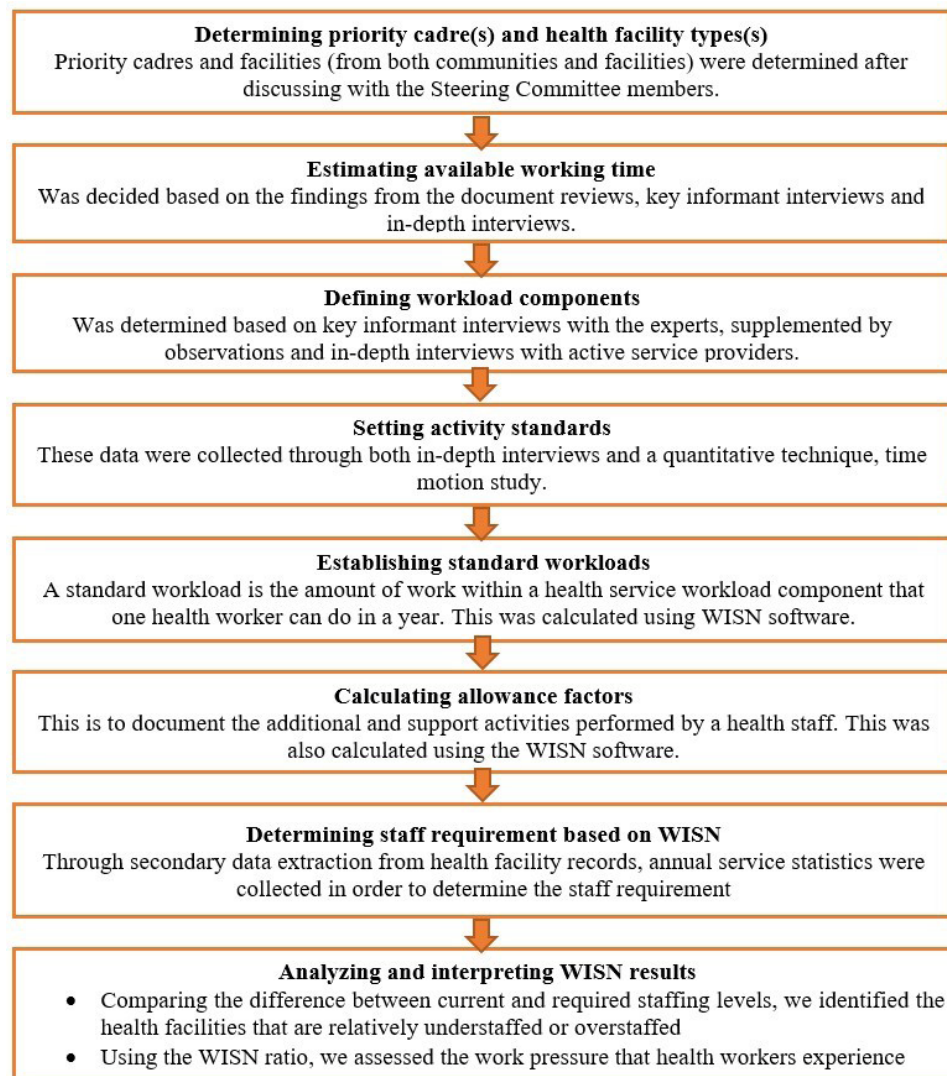 Determining priority cadre(s) and health facility types(s)
Priority cadres and facilities (from both communities and facilities) were determined after
discussing with the Steering Committee members.
Estimating available working time
Was decided based on the findings from the document reviews, key informant interviews and
in-depth interviews.
Defining workload components
Was determined based on key informant interviews with the experts, supplemented by
observations and in-depth interviews with active service providers.
Setting activity standards
These data were collected through both in-depth interviews and a quantitative technique, time
motion study.
Establishing standard workloads
A standard workload is the amount of work within a health service workload component that
one health worker can do in a year. This was calculated using WISN software.
Calculating allowance factors
This is to document the additional and support activities performed by a health staff. This was
also calculated using the WISN software.
Determining staff requirement based on WISN
Through secondary data extraction from health facility records, annual service statistics were
collected in order to determine the staff requirement
Analyzing and interpreting WISN results
• Comparing the difference between current and required staffing levels, we identified the
health facilities that are relatively understaffed or overstaffed
• Using the WISN ratio, we assessed the work pressure that health workers experience